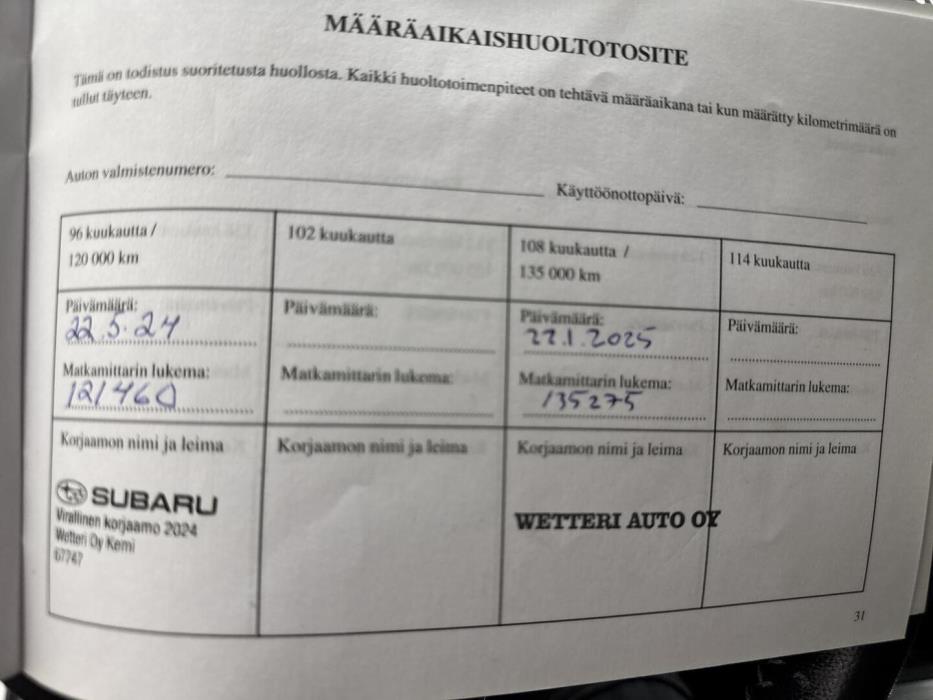 MÄÄRÄAIKAISHUOLTOTOSITE
Tämä on todistus suoritetusta huollosta. Kaikki huoltotoimenpiteet on tehtävä määräaikana tai kun määrätty kilometrimäärä on
tullut täyteen.
Auton valmistenumero: Käyttöönottopäivä:
96 kuukautta /
120 000 km
Päivämäärä:
22.5.24
Matkamittarin lukema:
121460
Korjaamon nimi ja leima
SUBARU
Virallinen korjaamo 2024
Wetteri Oy Kemi
67747
102 kuukautta
Päivämäärä:
Matkamittarin lukema:
Korjaamon nimi ja leima
108 kuukautta /
135 000 km
Päivämäärä:
27.1.2025
Matkamittarin lukema:
135275
Korjaamon nimi ja leima
WETTERI AUTO OY
114 kuukautta
Päivämäärä:
Matkamittarin lukema:
Korjaamon nimi ja leima
31